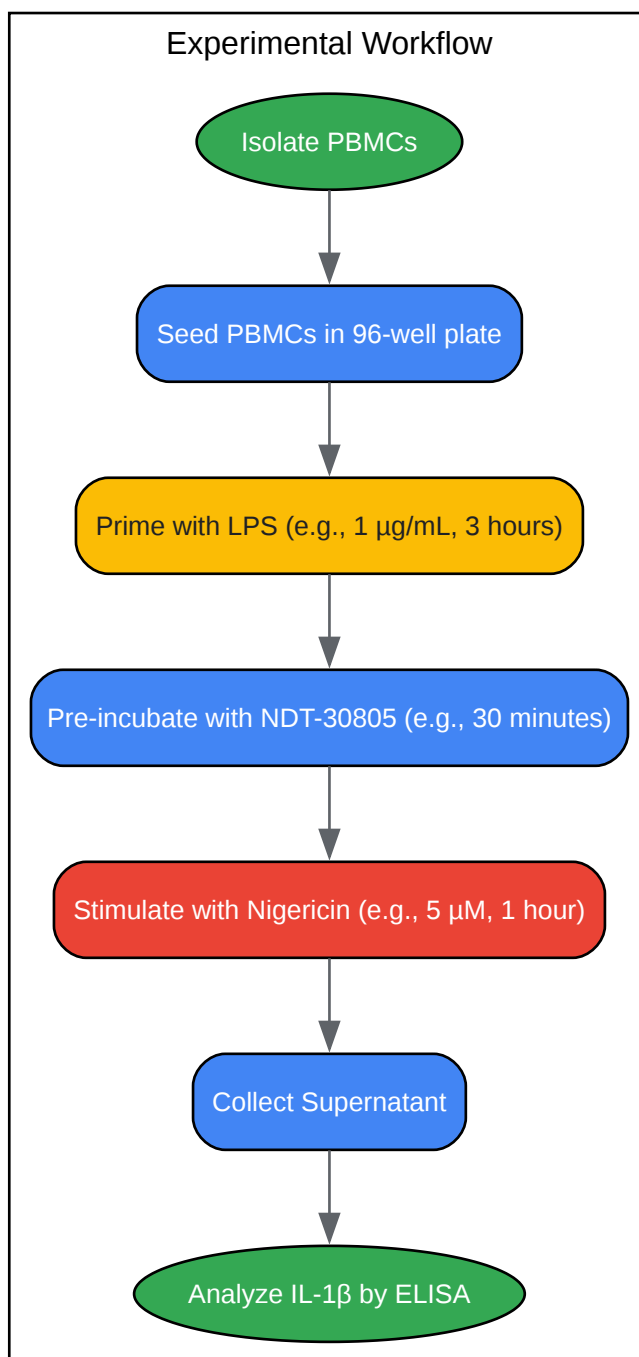 Experimental Workflow
Isolate PBMCs
Seed PBMCs in 96-well plate
Prime with LPS (e.g., 1 µg/mL, 3 hours)
Pre-incubate with NDT-30805 (e.g., 30 minutes)
Stimulate with Nigericin (e.g., 5 µM, 1 hour)
Collect Supernatant
Analyze IL-1β by ELISA